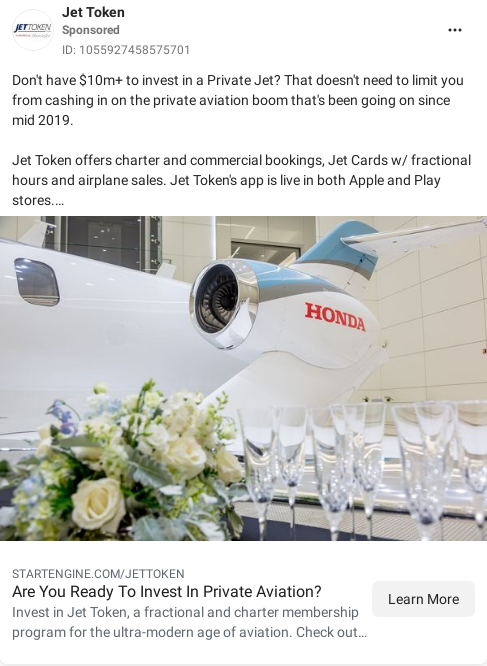 JETTOKEN
Jet Token
Sponsored
ID: 1055927458575701
Don't have $10m+ to invest in a Private Jet? That doesn't need to limit you
from cashing in on the private aviation boom that's been going on since
mid 2019.
Jet Token offers charter and commercial bookings, Jet Cards w/ fractional
hours and airplane sales. Jet Token's app is live in both Apple and Play
stores....
HONDA
STARTENGINE.COM/JETTOKEN
Are You Ready To Invest In Private Aviation?
Invest in Jet Token, a fractional and charter membership
program for the ultra-modern age of aviation. Check out...
Learn More